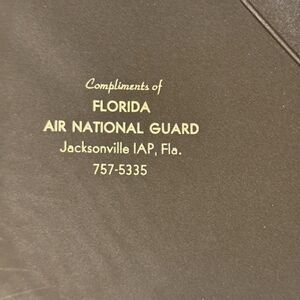 Compliments of
FLORIDA
AIR NATIONAL GUARD
Jacksonville IAP, Fla.
757-5335